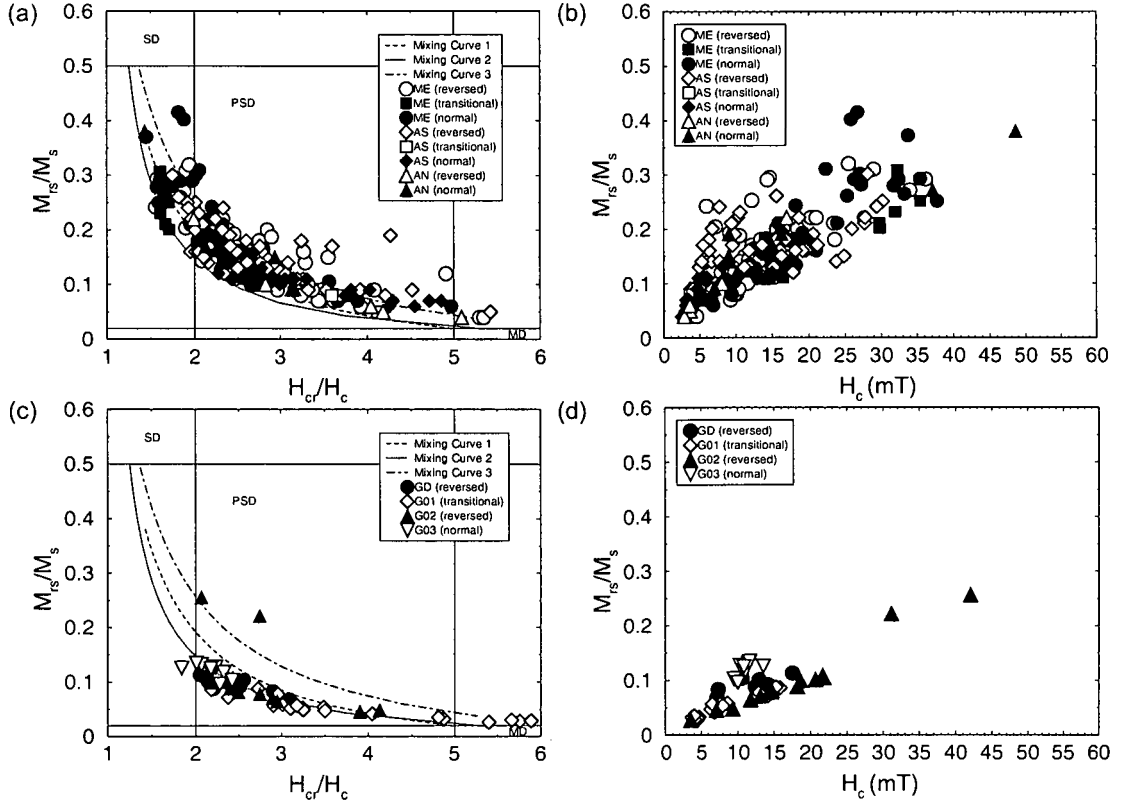 (a)
0.6
0.5
0.4
0.3
0.2
0.1
0
Mrs/Ms
SD
PSD
MD
Mixing Curve 1
Mixing Curve 2
Mixing Curve 3
ME (reversed)
ME (transitional)
ME (normal)
AS (reversed)
AS (transitional)
AS (normal)
AN (reversed)
AN (normal)
1 2 3 4 5 6
Hcr/Hc
(b)
0.6
0.5
0.4
0.3
0.2
0.1
0
Mrs/Ms
ME (reversed)
ME (transitional)
ME (normal)
AS (reversed)
AS (transitional)
AS (normal)
AN (reversed)
AN (normal)
0 5 10 15 20 25 30 35 40 45 50 55 60
Hc (mT)
(c)
0.6
0.5
0.4
0.3
0.2
0.1
0
Mrs/Ms
SD
PSD
MD
Mixing Curve 1
Mixing Curve 2
Mixing Curve 3
GD (reversed)
G01 (transitional)
G02 (reversed)
G03 (normal)
1 2 3 4 5 6
Hcr/Hc
(d)
0.6
0.5
0.4
0.3
0.2
0.1
0
Mrs/Ms
GD (reversed)
G01 (transitional)
G02 (reversed)
G03 (normal)
0 5 10 15 20 25 30 35 40 45 50 55 60
Hc (mT)